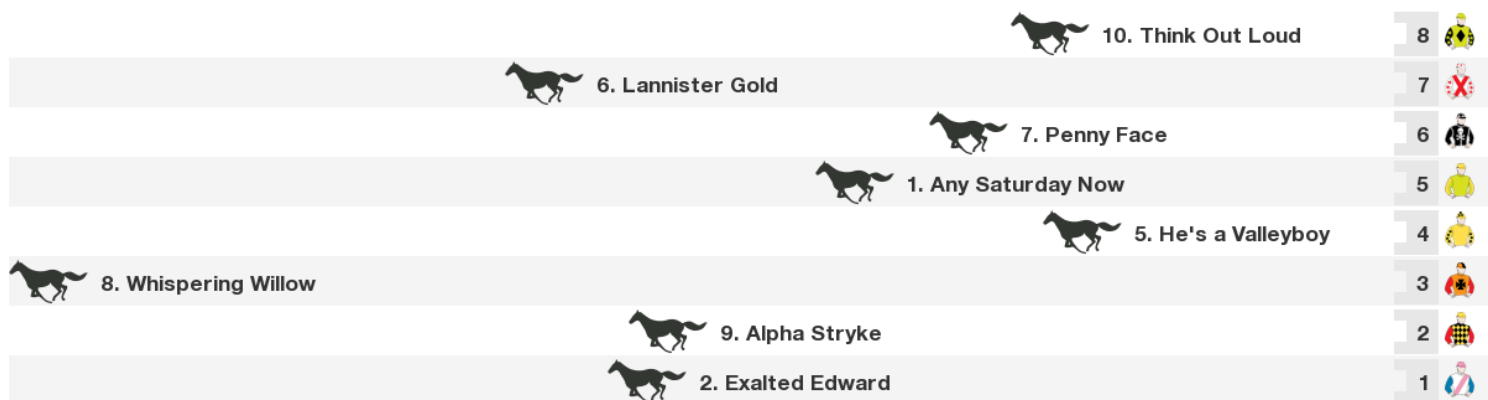 10. Think Out Loud 8
6. Lannister Gold 7
7. Penny Face 6
1. Any Saturday Now 5
5. He's a Valleyboy 4
8. Whispering Willow 3
9. Alpha Stryke 2
2. Exalted Edward 1